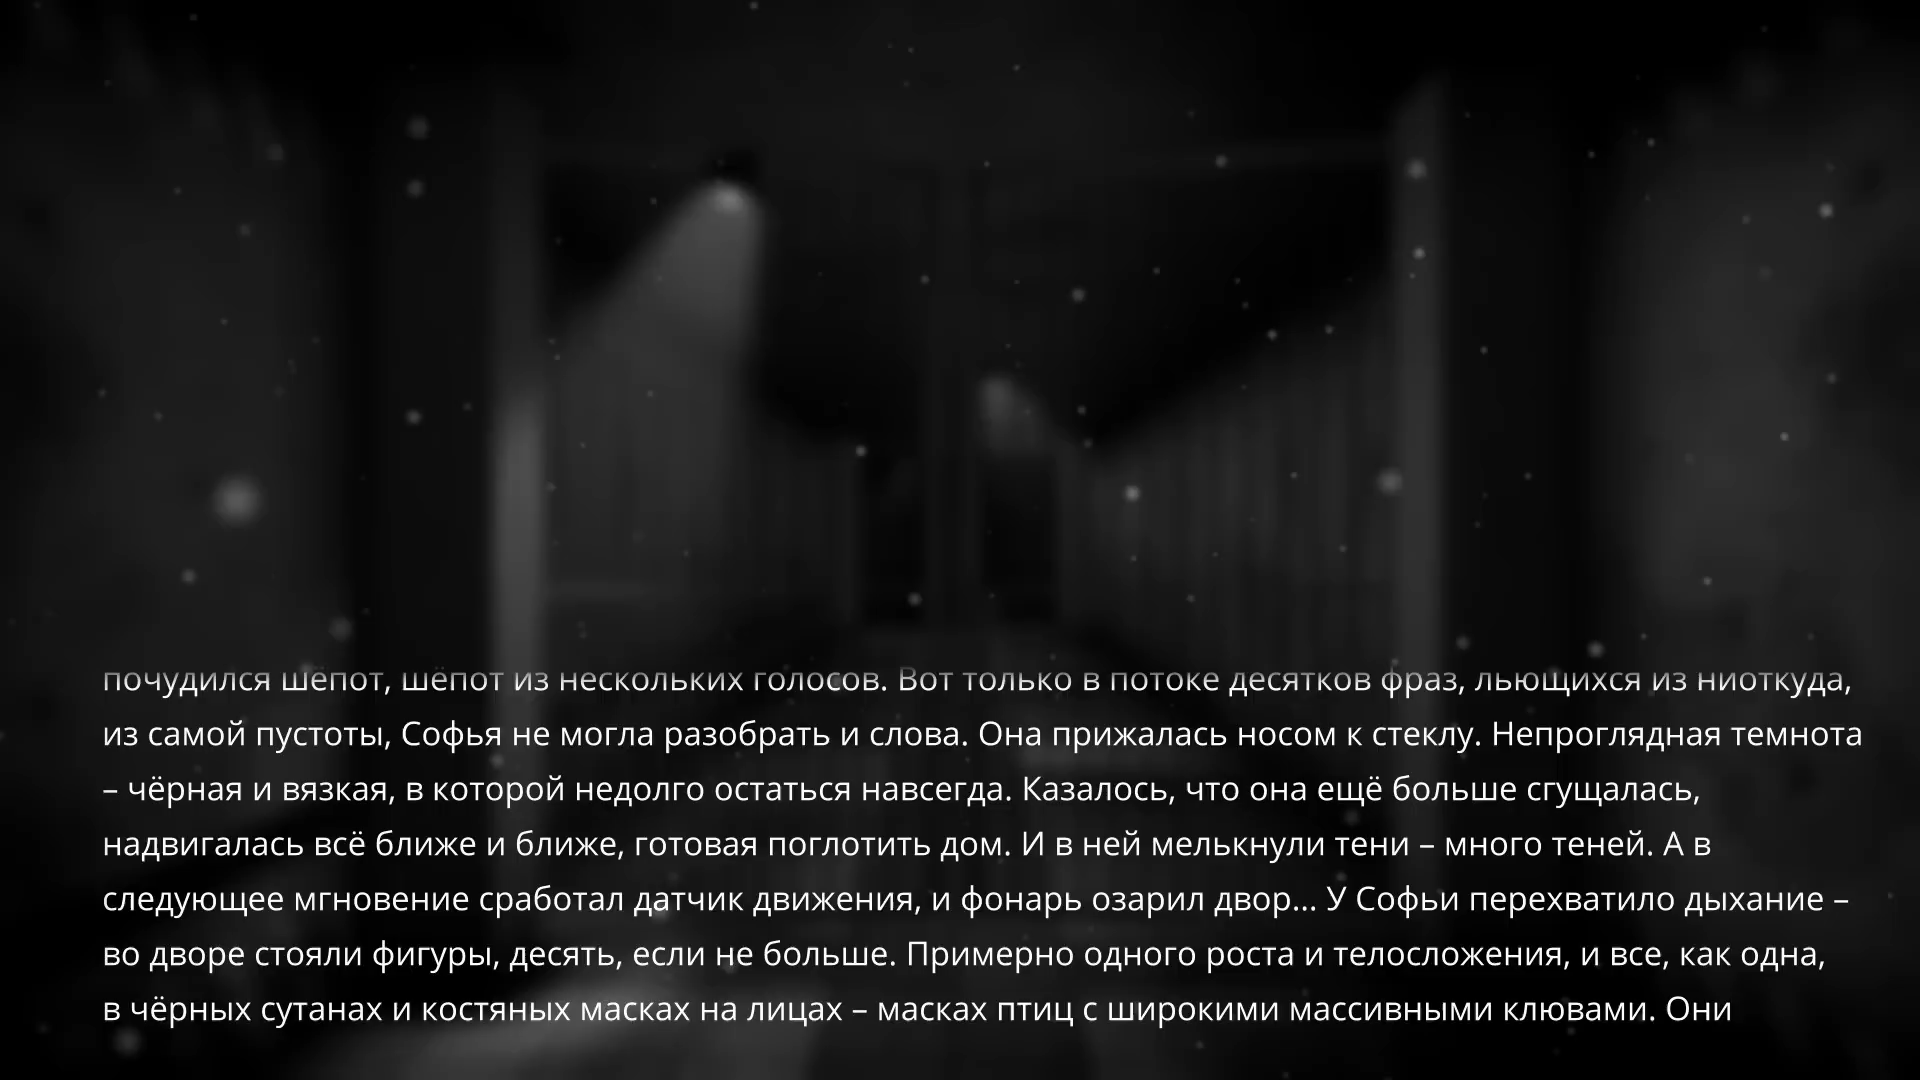 почудился шёпот, шёпот из нескольких голосов. Вот только в потоке десятков фраз, льющихся из ниоткуда,
из самой пустоты, Софья не могла разобрать и слова. Она прижалась носом к стеклу. Непроглядная темнота
– чёрная и вязкая, в которой недолго остаться навсегда. Казалось, что она ещё больше сгущалась,
надвигалась всё ближе и ближе, готовая поглотить дом. И в ней мелькнули тени – много теней. А в
следующее мгновение сработал датчик движения, и фонарь озарил двор... У Софьи перехватило дыхание –
во дворе стояли фигуры, десять, если не больше. Примерно одного роста и телосложения, и все, как одна,
в чёрных сутанах и костяных масках на лицах – масках птиц с широкими массивными клювами. Они